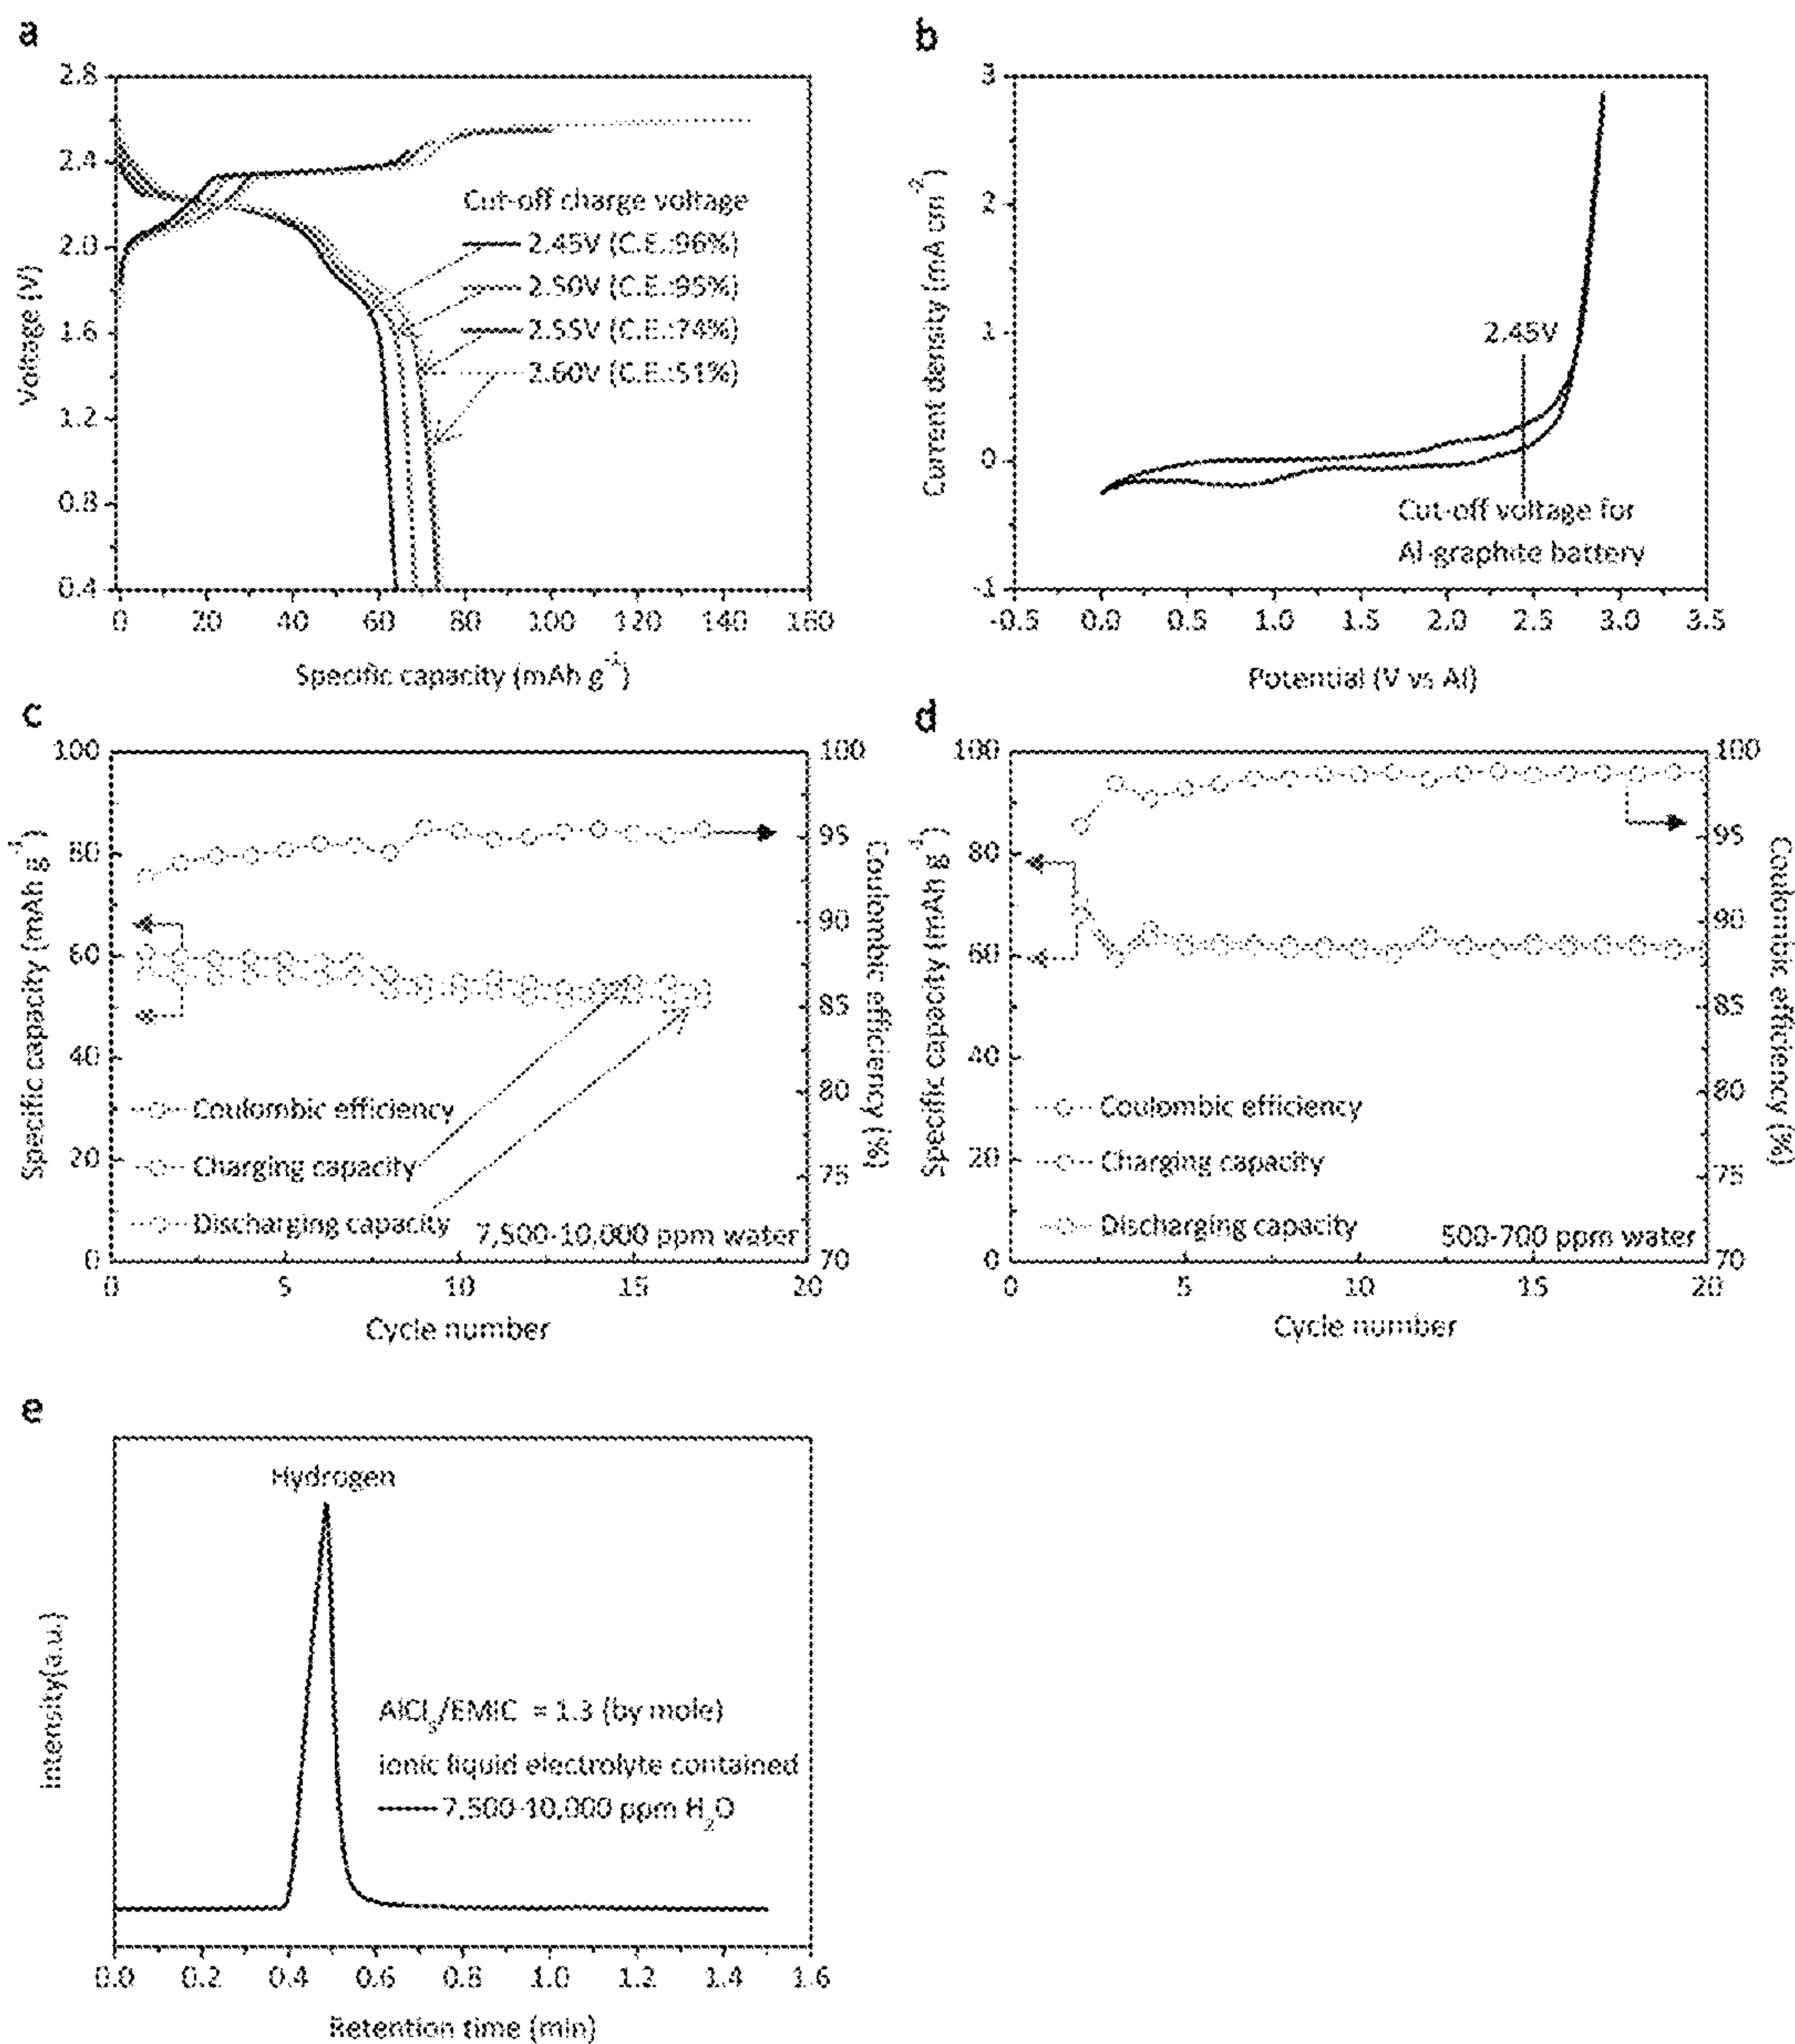 a
2.8
2.4
2.0
1.6
1.2
0.8
0.4
Voltage (V)
Cut-off charge voltage
2.45V (C.E.:96%)
2.50V (C.E.:95%)
2.55V (C.E.:74%)
2.60V (C.E.:51%)
0 20 40 60 80 100 120 140 160
Specific capacity (mAh g-1)
b
3
2
1
0
-1
Current density (mA cm-2)
2.45V
Cut-off voltage for
Al-graphite battery
-0.5 0.0 0.5 1.0 1.5 2.0 2.5 3.0 3.5
Potential (V vs Al)
c
100
80
60
40
20
0
Specific capacity (mAh g-1)
100
95
90
85
80
75
70
Coulombic efficiency (%)
Coulombic efficiency
Charging capacity
Discharging capacity
7,500-10,000 ppm water
0 5 10 15 20
Cycle number
d
100
80
60
40
20
0
Specific capacity (mAh g-1)
100
95
90
85
80
75
70
Coulombic efficiency (%)
Coulombic efficiency
Charging capacity
Discharging capacity
500-700 ppm water
0 5 10 15 20
Cycle number
e
Hydrogen
Intensity(a.u.)
AlCl3/EMIC = 1.3 (by mole)
ionic liquid electrolyte contained
7,500-10,000 ppm H2O
0.0 0.2 0.4 0.6 0.8 1.0 1.2 1.4 1.6
Retention time (min)